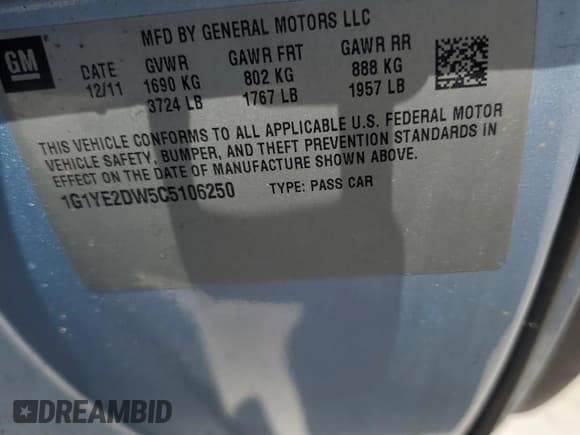 MFD BY GENERAL MOTORS LLC
GM
DATE GVWR GAWR FRT GAWR RR
12/11 1690 KG 802 KG 888 KG
3724 LB 1767 LB 1957 LB
THIS VEHICLE CONFORMS TO ALL APPLICABLE U.S. FEDERAL MOTOR
VEHICLE SAFETY, BUMPER, AND THEFT PREVENTION STANDARDS IN
EFFECT ON THE DATE OF MANUFACTURE SHOWN ABOVE.
1G1YE2DW5C5106250 TYPE: PASS CAR
DREAMBID